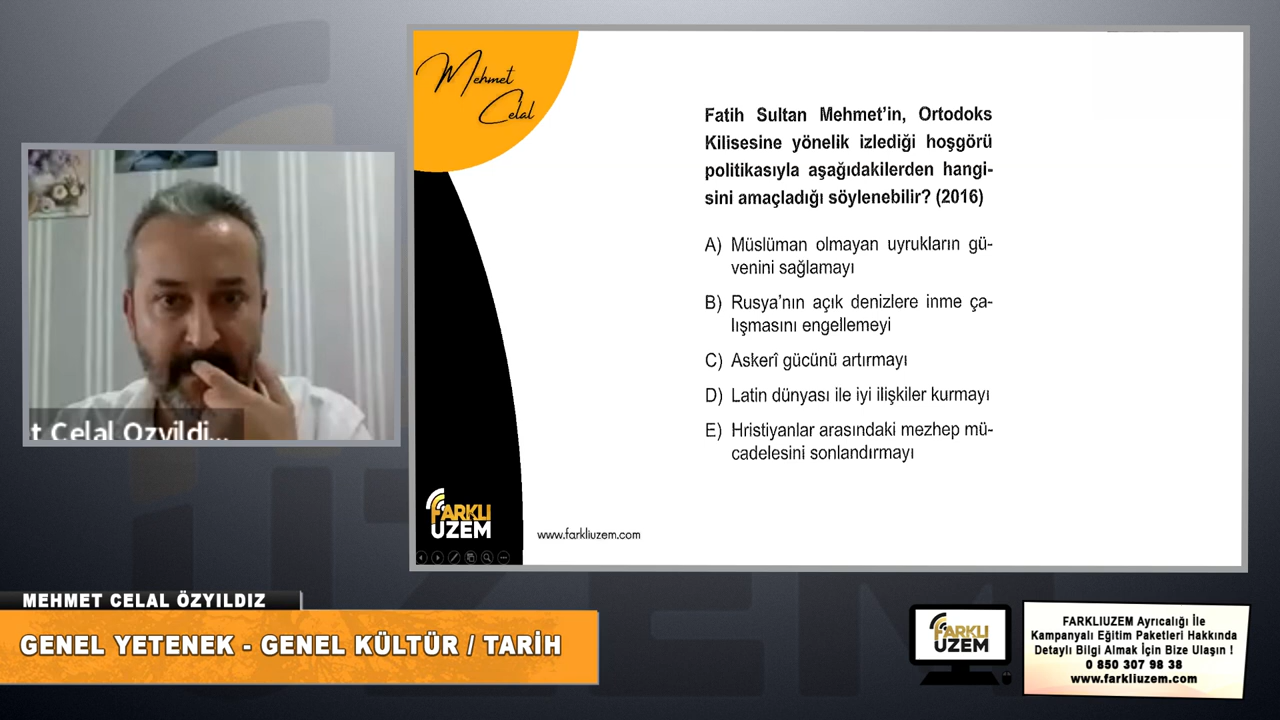 Mehmet
Celal
Fatih Sultan Mehmet’in, Ortodoks
Kilisesine yönelik izlediği hoşgörü
politikasıyla aşağıdakilerden hangi-
sini amaçladığı söylenebilir? (2016)
A) Müslüman olmayan uyrukların gü-
venini sağlamayı
B) Rusya’nın açık denizlere inme ça-
lışmasını engellemeyi
C) Askerî gücünü artırmayı
D) Latin dünyası ile iyi ilişkiler kurmayı
E) Hristiyanlar arasındaki mezhep mü-
cadelesini sonlandırmayı
t Celal Ozyildi...
FARKLI
UZEM
www.farkliuzem.com
MEHMET CELAL ÖZYILDIZ
GENEL YETENEK - GENEL KÜLTÜR / TARİH
FARKLI
UZEM
FARKLIUZEM Ayrıcalığı İle
Kampanyalı Eğitim Paketleri Hakkında
Detaylı Bilgi Almak İçin Bize Ulaşın !
0 850 307 98 38
www.farkliuzem.com